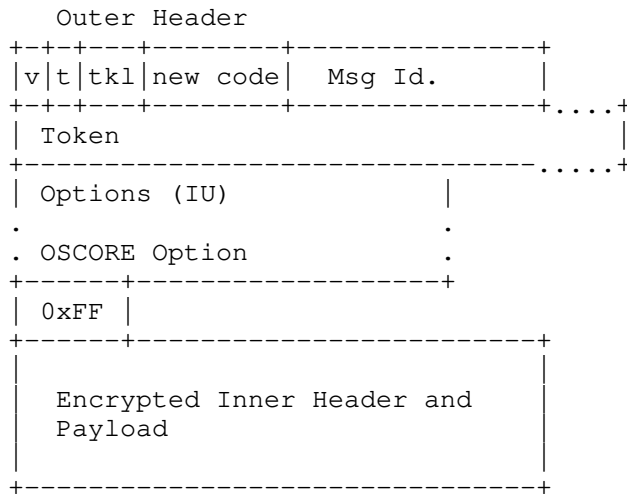 Outer Header
+-+-+---+--------+---------------+
|v|t|tkl|new code|  Msg Id.      |
+-+-+---+--------+---------------+....+
| Token                               |
+-------------------------------.....+
| Options (IU)             |
.                          .
. OSCORE Option            .
+------+-------------------+
| 0xFF |
+------+------------------------+
|                               |
|  Encrypted Inner Header and   |
|  Payload                      |
|                               |
+-------------------------------+